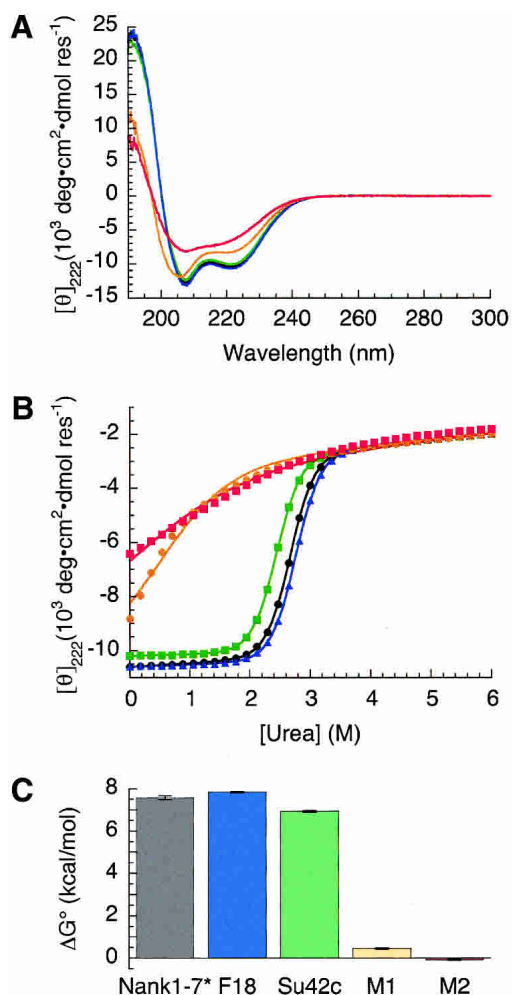 A
[θ]222(10³ deg•cm²•dmol res⁻¹)
25
20
15
10
5
0
-5
-10
-15
200 220 240 260 280 300
Wavelength (nm)
B
[θ]222(10³ deg•cm²•dmol res⁻¹)
-2
-4
-6
-8
-10
0 1 2 3 4 5 6
[Urea] (M)
C
ΔG° (kcal/mol)
8
6
4
2
0
Nank1-7* F18 Su42c M1 M2